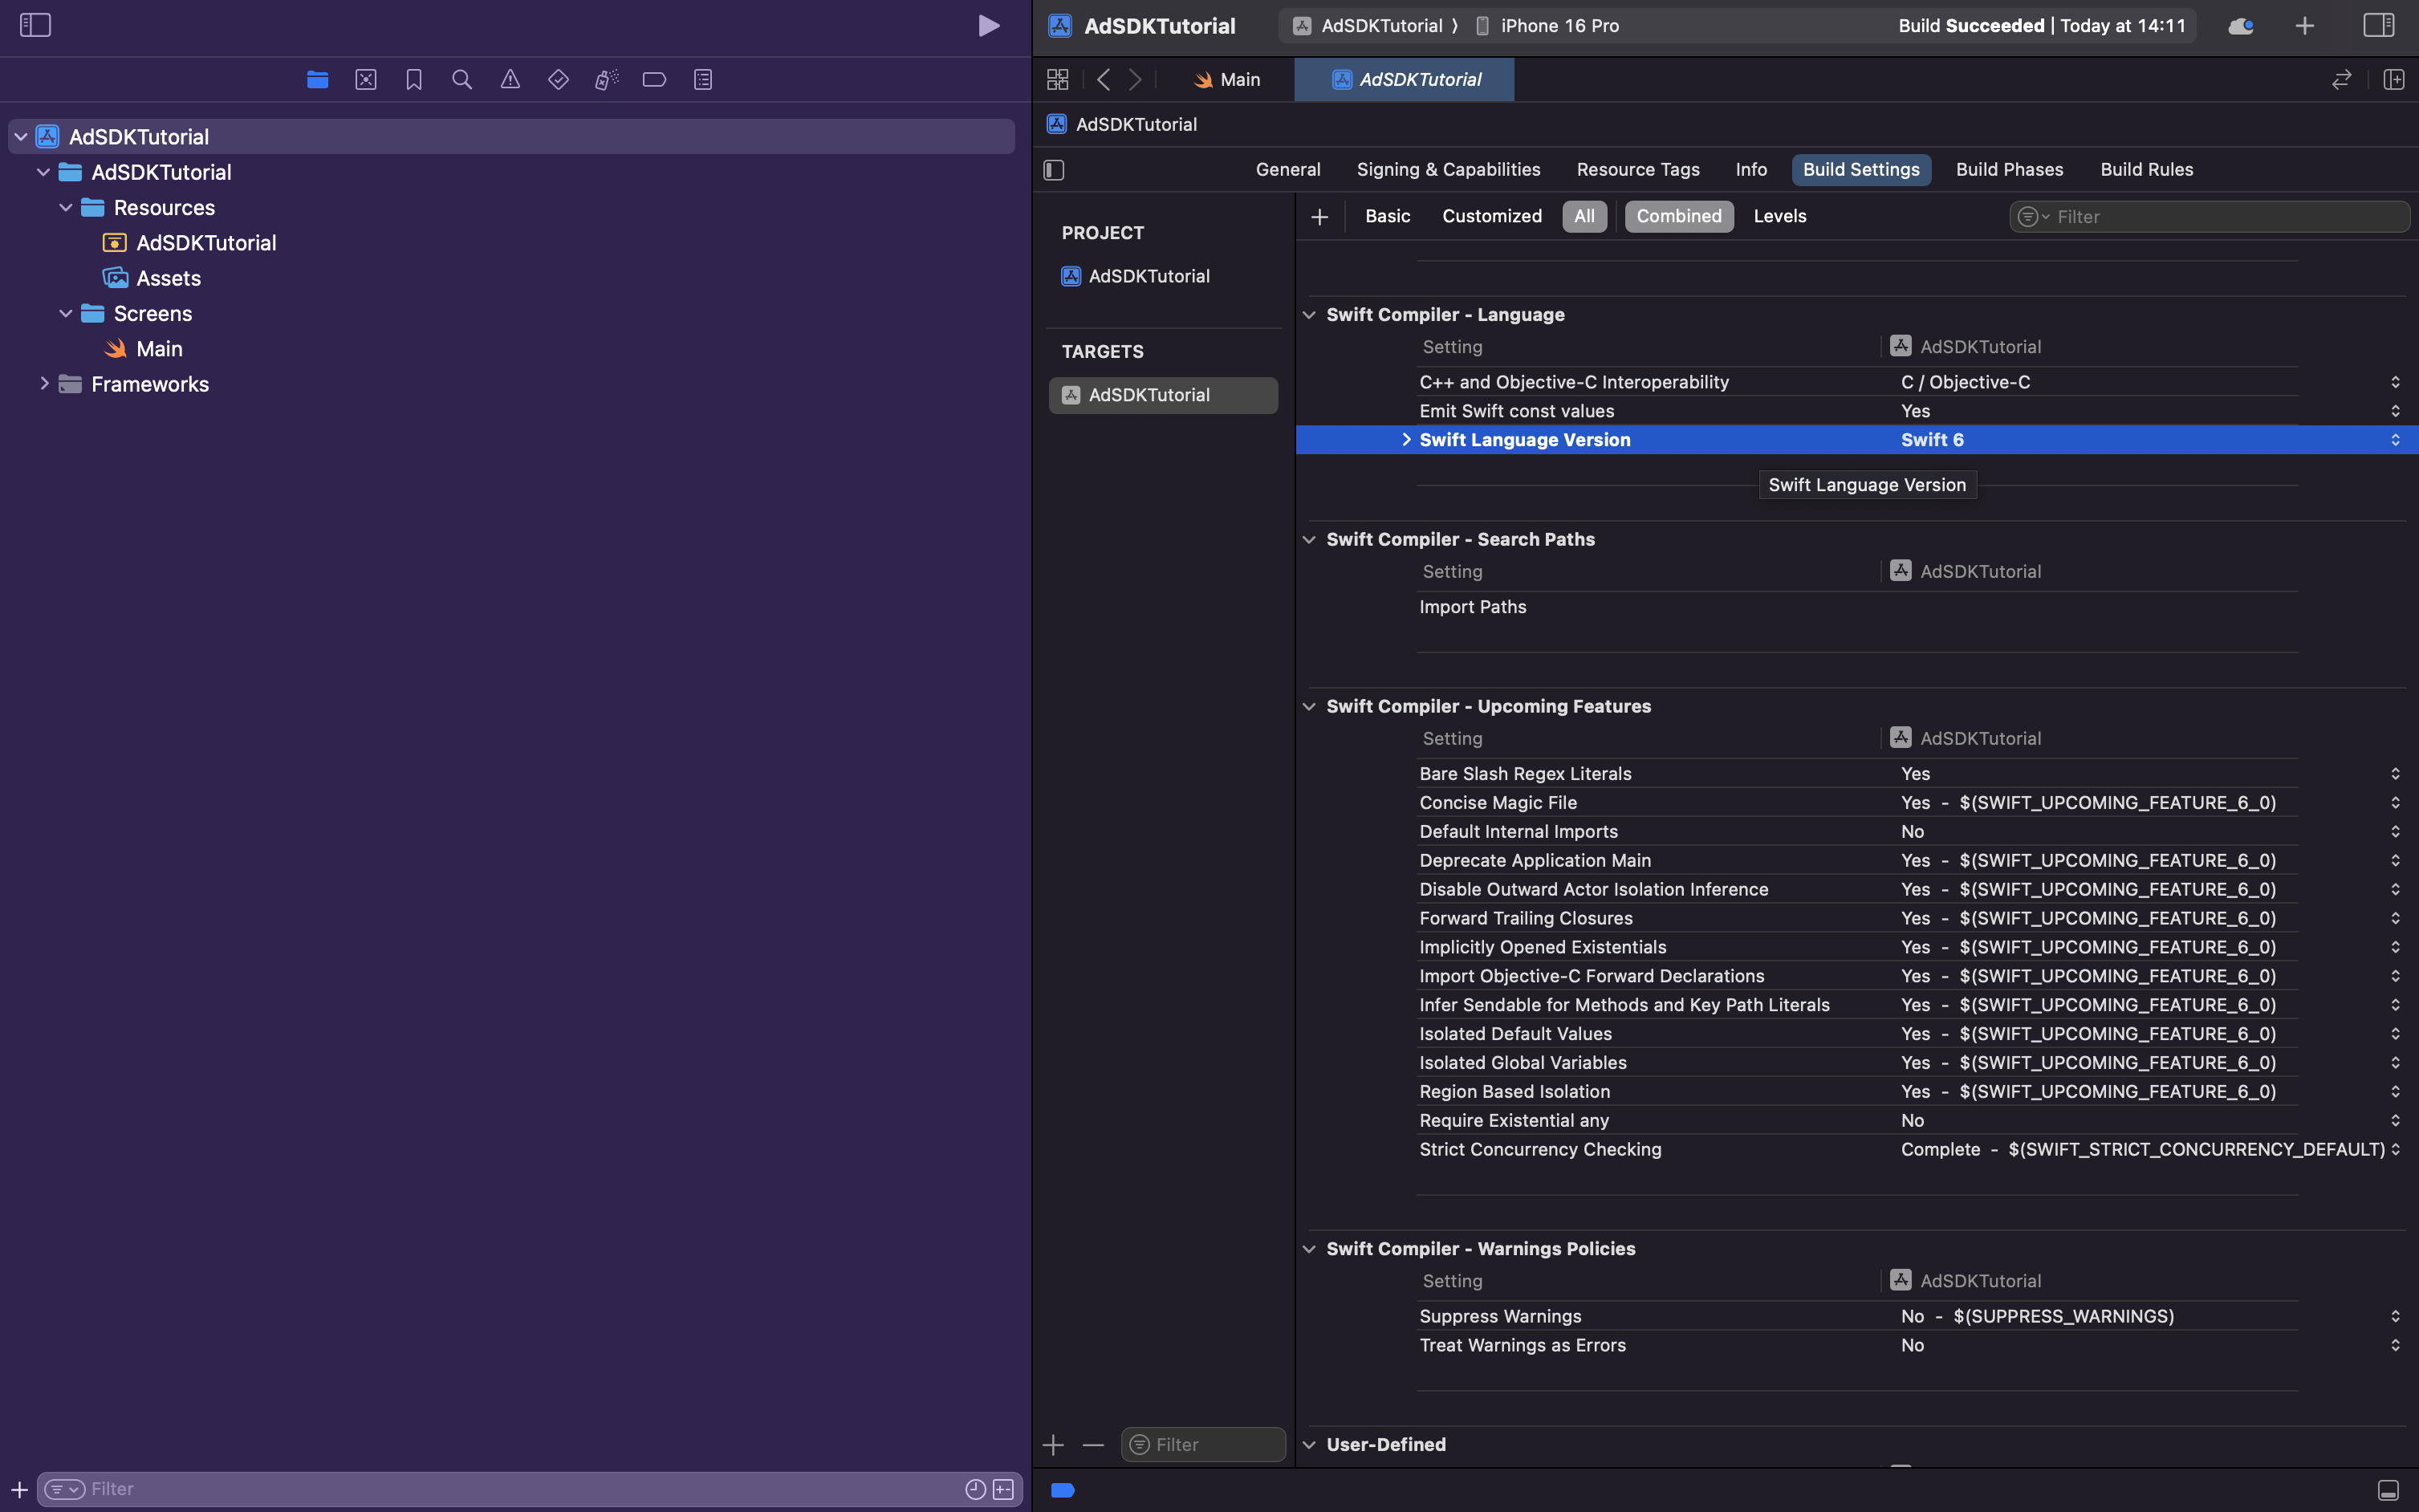 AdSDKTutorial
AdSDKTutorial
Resources
AdSDKTutorial
Assets
Screens
Main
Frameworks
Filter
AdSDKTutorial
AdSDKTutorial ⟩ iPhone 16 Pro
Build Succeeded | Today at 14:11
Main
AdSDKTutorial
AdSDKTutorial
General Signing & Capabilities Resource Tags Info Build Settings Build Phases Build Rules
PROJECT
AdSDKTutorial
TARGETS
AdSDKTutorial
Filter
Basic Customized All Combined Levels Filter
Swift Compiler - Language
Setting AdSDKTutorial
C++ and Objective-C Interoperability C / Objective-C
Emit Swift const values Yes
Swift Language Version Swift 6
Swift Language Version
Swift Compiler - Search Paths
Setting AdSDKTutorial
Import Paths
Swift Compiler - Upcoming Features
Setting AdSDKTutorial
Bare Slash Regex Literals Yes
Concise Magic File Yes - $(SWIFT_UPCOMING_FEATURE_6_0)
Default Internal Imports No
Deprecate Application Main Yes - $(SWIFT_UPCOMING_FEATURE_6_0)
Disable Outward Actor Isolation Inference Yes - $(SWIFT_UPCOMING_FEATURE_6_0)
Forward Trailing Closures Yes - $(SWIFT_UPCOMING_FEATURE_6_0)
Implicitly Opened Existentials Yes - $(SWIFT_UPCOMING_FEATURE_6_0)
Import Objective-C Forward Declarations Yes - $(SWIFT_UPCOMING_FEATURE_6_0)
Infer Sendable for Methods and Key Path Literals Yes - $(SWIFT_UPCOMING_FEATURE_6_0)
Isolated Default Values Yes - $(SWIFT_UPCOMING_FEATURE_6_0)
Isolated Global Variables Yes - $(SWIFT_UPCOMING_FEATURE_6_0)
Region Based Isolation Yes - $(SWIFT_UPCOMING_FEATURE_6_0)
Require Existential any No
Strict Concurrency Checking Complete - $(SWIFT_STRICT_CONCURRENCY_DEFAULT)
Swift Compiler - Warnings Policies
Setting AdSDKTutorial
Suppress Warnings No - $(SUPPRESS_WARNINGS)
Treat Warnings as Errors No
User-Defined